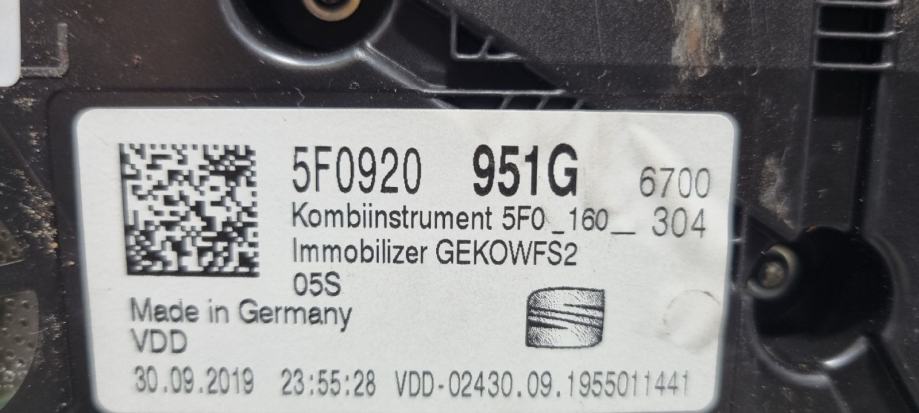 5F0920 951G 6700
Kombiinstrument 5F0_160_ 304
Immobilizer GEKOWFS2
05S
Made in Germany
VDD
30.09.2019 23:55:28 VDD-02430.09.1955011441